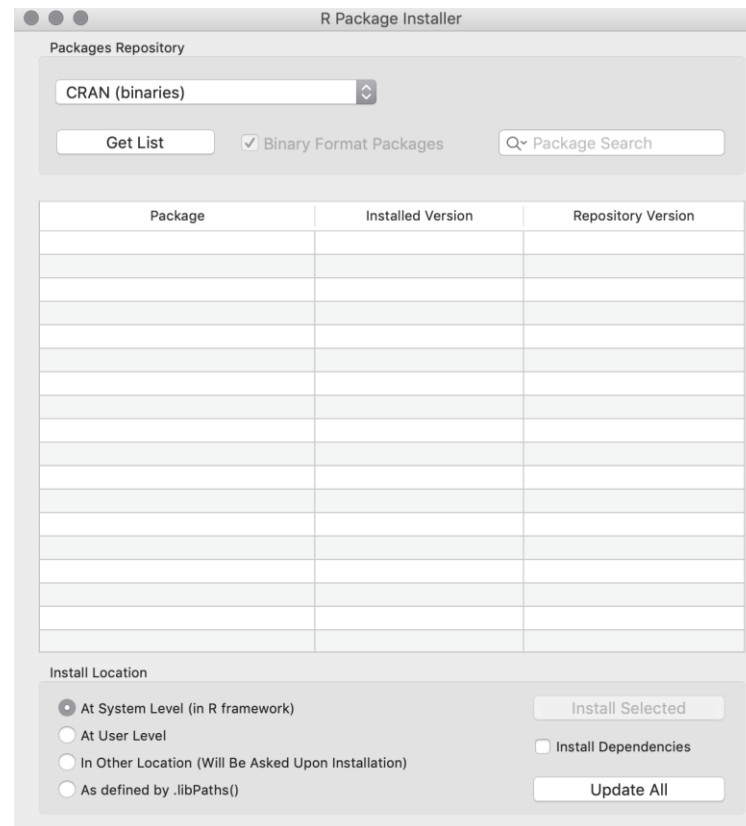 R Package Installer
Packages Repository
CRAN (binaries)
Get List
Binary Format Packages
Package Search
Package Installed Version Repository Version
Install Location
At System Level (in R framework)
Install Selected
At User Level
Install Dependencies
In Other Location (Will Be Asked Upon Installation)
As defined by .libPaths()
Update All